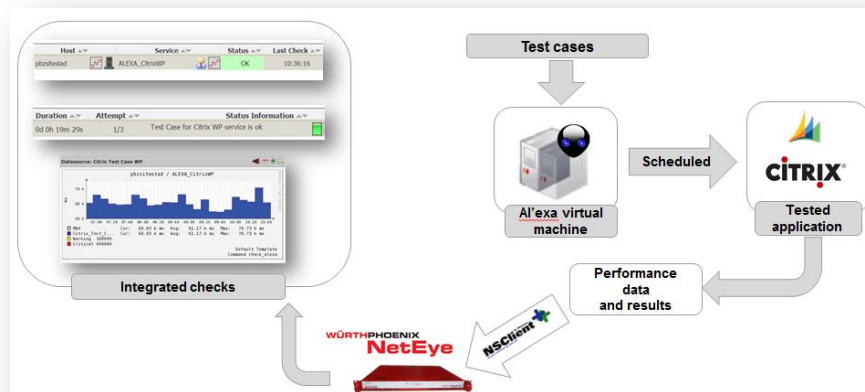 Host Service Status Last Check
pbzsitestad ALEXA_CitrixWP OK 10:36:16
Duration Attempt Status Information
0d 0h 19m 29s 1/3 Test Case for Citrix WP service is ok
Datasource: Citrix Test Case WP
pbzsitestad / ALEXA_CitrixWP
Default Template
Command check_alexa
Integrated checks
Test cases
Al'exa virtual
machine
Scheduled
CITRIX®
Tested
application
Performance
data
and results
NSClient++
WÜRTHPHOENIX
NetEye